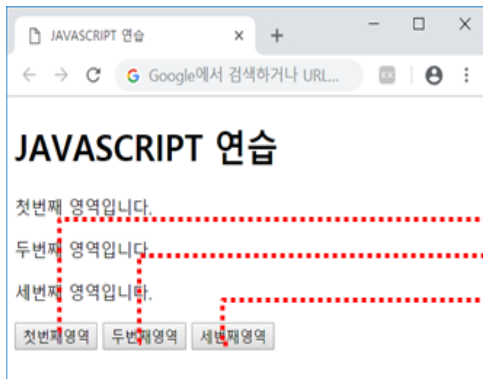 JAVASCRIPT 연습
Google에서 검색하거나 URL...
JAVASCRIPT 연습
첫번째 영역입니다.
두번째 영역입니다.
세번째 영역입니다.
첫번째영역 두번째영역 세번째영역